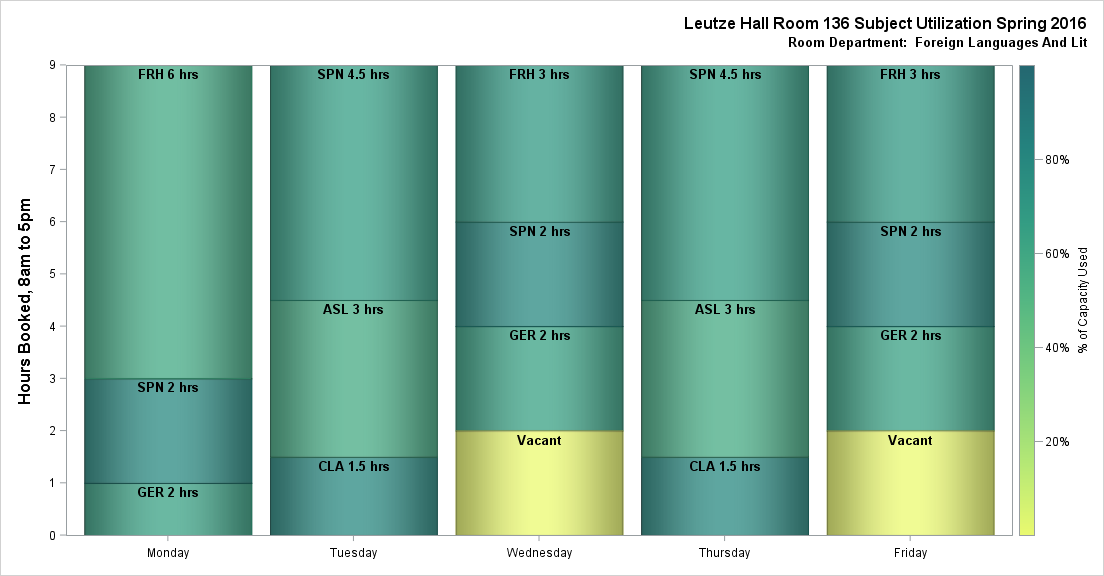 Leutze Hall Room 136 Subject Utilization Spring 2016
Room Department:  Foreign Languages And Lit
Hours Booked, 8am to 5pm
9
8
7
6
5
4
3
2
1
0
FRH 6 hrs
SPN 2 hrs
GER 2 hrs
Monday
SPN 4.5 hrs
ASL 3 hrs
CLA 1.5 hrs
Tuesday
FRH 3 hrs
SPN 2 hrs
GER 2 hrs
Vacant
Wednesday
SPN 4.5 hrs
ASL 3 hrs
CLA 1.5 hrs
Thursday
FRH 3 hrs
SPN 2 hrs
GER 2 hrs
Vacant
Friday
80%
60%
40%
20%
% of Capacity Used